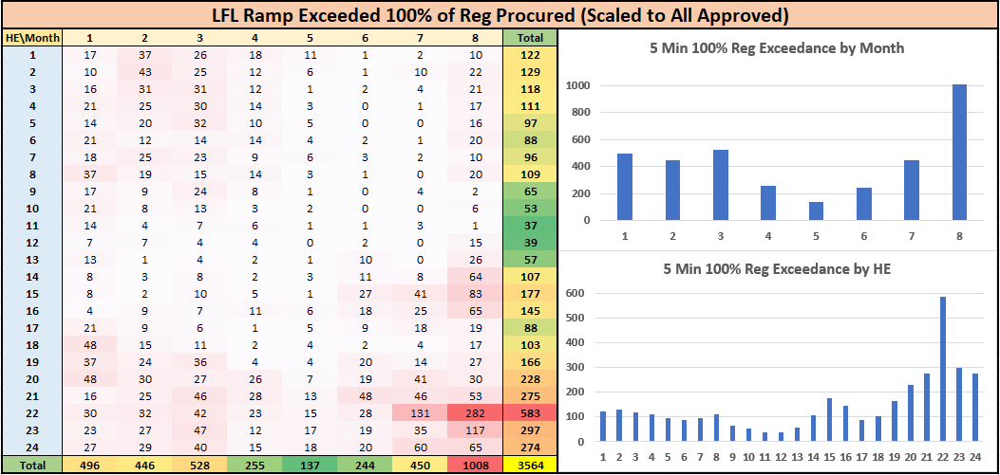 LFL Ramp Exceeded 100% of Reg Procured (Scaled to All Approved)
HE\Month 1 2 3 4 5 6 7 8 Total
1 17 37 26 18 11 1 2 10 122
2 10 43 25 12 6 1 10 22 129
3 16 31 31 12 1 2 4 21 118
4 21 25 30 14 3 0 1 17 111
5 14 20 32 10 5 0 0 16 97
6 21 12 14 14 4 2 1 20 88
7 18 25 23 9 6 3 2 10 96
8 37 19 15 14 3 1 0 20 109
9 17 9 24 8 1 0 4 2 65
10 21 8 13 3 2 0 0 6 53
11 14 4 7 6 1 1 3 1 37
12 7 7 4 4 0 2 0 15 39
13 13 1 4 2 1 10 0 26 57
14 8 3 8 2 3 11 8 64 107
15 8 2 10 5 1 27 41 83 177
16 4 9 7 11 6 18 25 65 145
17 21 9 6 1 5 9 18 19 88
18 48 15 11 2 4 2 4 17 103
19 37 24 36 4 4 20 14 27 166
20 48 30 27 26 7 19 41 30 228
21 16 25 46 28 13 48 46 53 275
22 30 32 42 23 15 28 131 282 583
23 23 27 47 12 17 19 35 117 297
24 27 29 40 15 18 20 60 65 274
Total 496 446 528 255 137 244 450 1008 3564
5 Min 100% Reg Exceedance by Month
1000
800
600
400
200
0
1 2 3 4 5 6 7 8
5 Min 100% Reg Exceedance by HE
600
500
400
300
200
100
0
1 2 3 4 5 6 7 8 9 10 11 12 13 14 15 16 17 18 19 20 21 22 23 24